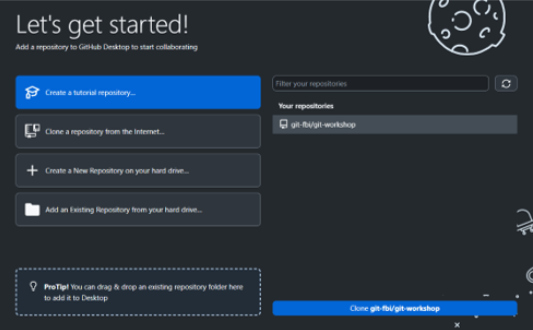 Let's get started!
Add a repository to GitHub Desktop to start collaborating
Create a tutorial repository...
Clone a repository from the Internet...
Create a New Repository on your hard drive...
Add an Existing Repository from your hard drive...
ProTip! You can drag & drop an existing repository folder here
to add it to Desktop
Filter your repositories
Your repositories
git-fbi/git-workshop
Clone git-fbi/git-workshop